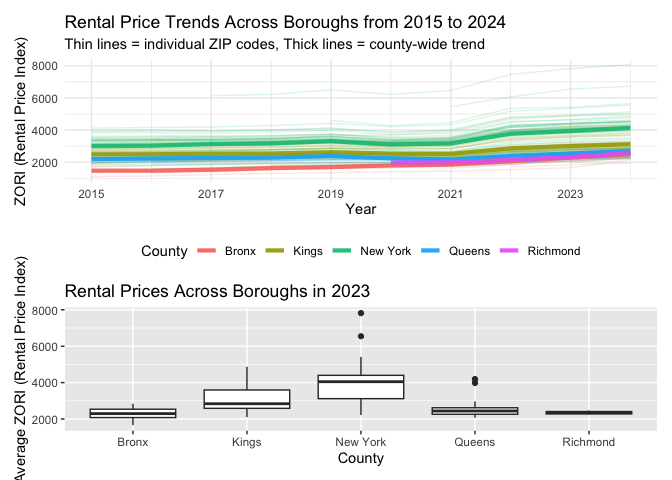 Rental Price Trends Across Boroughs from 2015 to 2024
Thin lines = individual ZIP codes, Thick lines = county-wide trend
ZORI (Rental Price Index)
8000
6000
4000
2000
2015 2017 2019 2021 2023
Year
County Bronx Kings New York Queens Richmond
Rental Prices Across Boroughs in 2023
Average ZORI (Rental Price Index)
8000
6000
4000
2000
Bronx Kings New York Queens Richmond
County